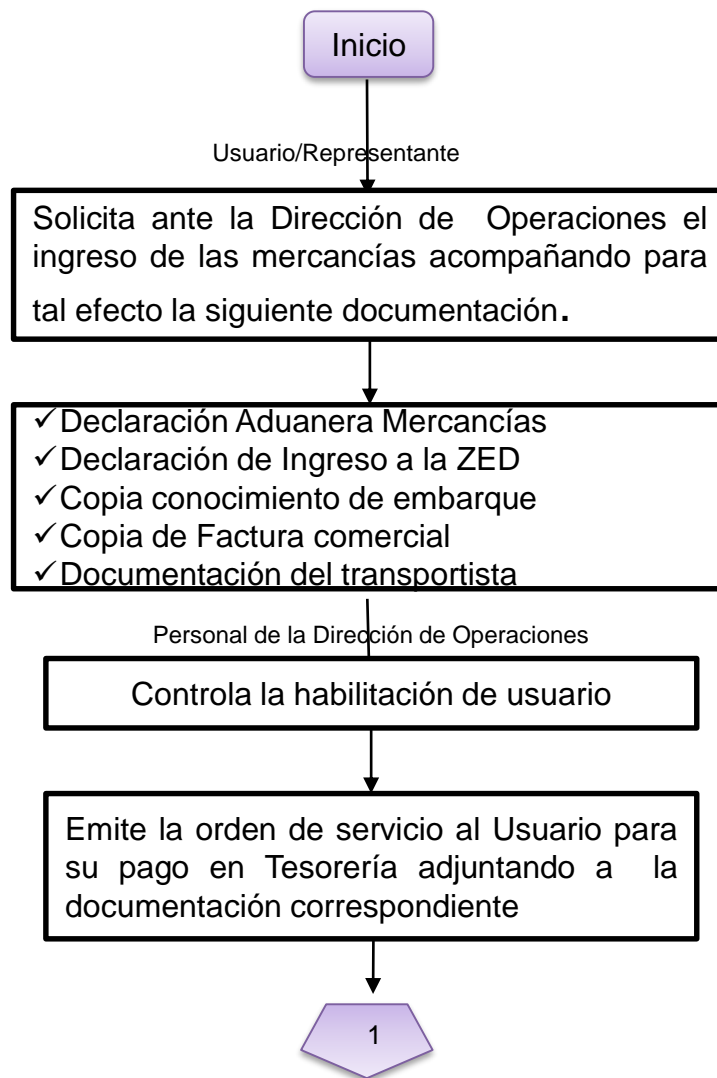 Inicio
Usuario/Representante
Solicita ante la Dirección de Operaciones el
ingreso de las mercancías acompañando para
tal efecto la siguiente documentación.
✓Declaración Aduanera Mercancías
✓Declaración de Ingreso a la ZED
✓Copia conocimiento de embarque
✓Copia de Factura comercial
✓Documentación del transportista
Personal de la Dirección de Operaciones
Controla la habilitación de usuario
Emite la orden de servicio al Usuario para
su pago en Tesorería adjuntando a la
documentación correspondiente
1